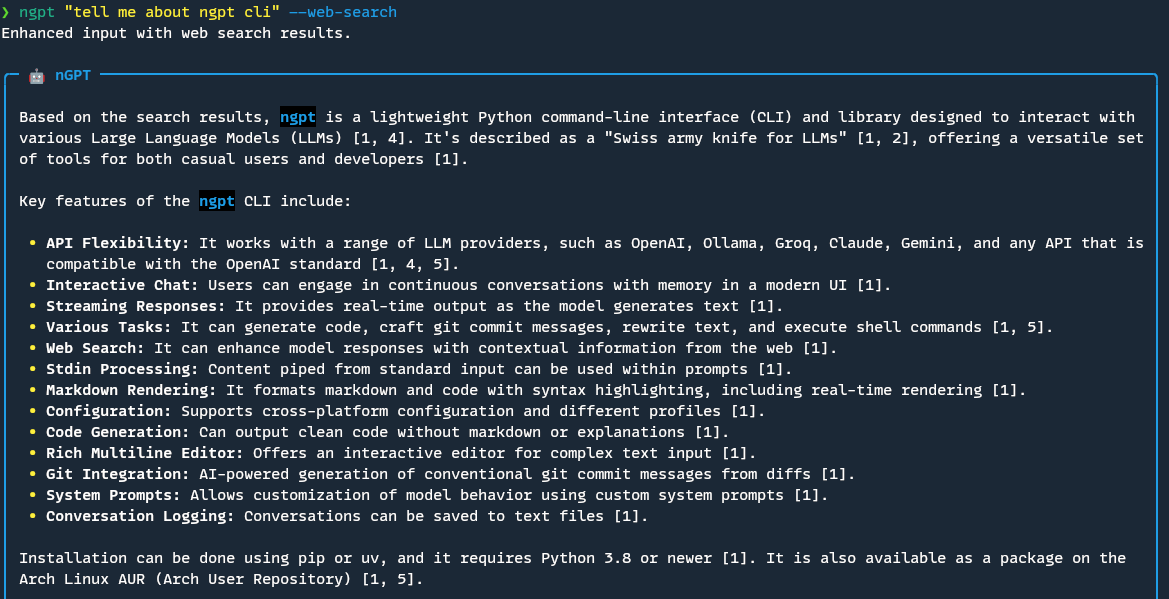 ❯ ngpt "tell me about ngpt cli" --web-search
Enhanced input with web search results.
🤖 nGPT
Based on the search results, ngpt is a lightweight Python command-line interface (CLI) and library designed to interact with
various Large Language Models (LLMs) [1, 4]. It's described as a "Swiss army knife for LLMs" [1, 2], offering a versatile set
of tools for both casual users and developers [1].
Key features of the ngpt CLI include:
• API Flexibility: It works with a range of LLM providers, such as OpenAI, Ollama, Groq, Claude, Gemini, and any API that is
compatible with the OpenAI standard [1, 4, 5].
• Interactive Chat: Users can engage in continuous conversations with memory in a modern UI [1].
• Streaming Responses: It provides real-time output as the model generates text [1].
• Various Tasks: It can generate code, craft git commit messages, rewrite text, and execute shell commands [1, 5].
• Web Search: It can enhance model responses with contextual information from the web [1].
• Stdin Processing: Content piped from standard input can be used within prompts [1].
• Markdown Rendering: It formats markdown and code with syntax highlighting, including real-time rendering [1].
• Configuration: Supports cross-platform configuration and different profiles [1].
• Code Generation: Can output clean code without markdown or explanations [1].
• Rich Multiline Editor: Offers an interactive editor for complex text input [1].
• Git Integration: AI-powered generation of conventional git commit messages from diffs [1].
• System Prompts: Allows customization of model behavior using custom system prompts [1].
• Conversation Logging: Conversations can be saved to text files [1].
Installation can be done using pip or uv, and it requires Python 3.8 or newer [1]. It is also available as a package on the
Arch Linux AUR (Arch User Repository) [1, 5].